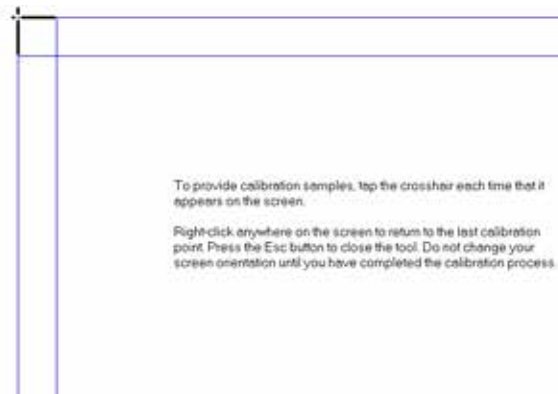 To provide calibration samples, tap the crosshair each time that it
appears on the screen.
Right-click anywhere on the screen to return to the last calibration
point. Press the Esc button to close the tool. Do not change your
screen orientation until you have completed the calibration process.